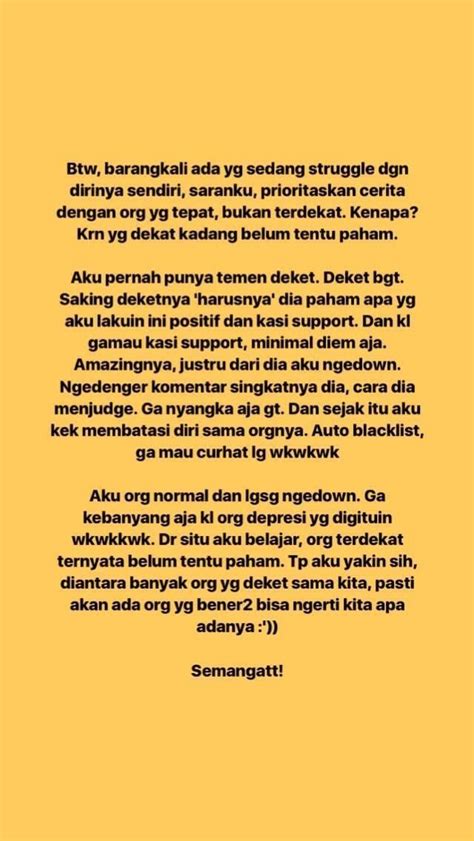 Btw, barangkali ada yg sedang struggle dgn
dirinya sendiri, saranku, prioritaskan cerita
dengan org yg tepat, bukan terdekat. Kenapa?
Krn yg dekat kadang belum tentu paham.

Aku pernah punya temen deket. Deket bgt.
Saking deketnya 'harusnya' dia paham apa yg
aku lakuin ini positif dan kasi support. Dan kl
gamau kasi support, minimal diem aja.
Amazingnya, justru dari dia aku ngedown.
Ngedenger komentar singkatnya dia, cara dia
menjudge. Ga nyangka aja gt. Dan sejak itu aku
kek membatasi diri sama orgnya. Auto blacklist,
ga mau curhat lg wkwkwk

Aku org normal dan lgsg ngedown. Ga
kebanyang aja kl org depresi yg digituin
wkwkkwk. Dr situ aku belajar, org terdekat
ternyata belum tentu paham. Tp aku yakin sih,
diantara banyak org yg deket sama kita, pasti
akan ada org yg bener2 bisa ngerti kita apa
adanya :'))

Semangatt!